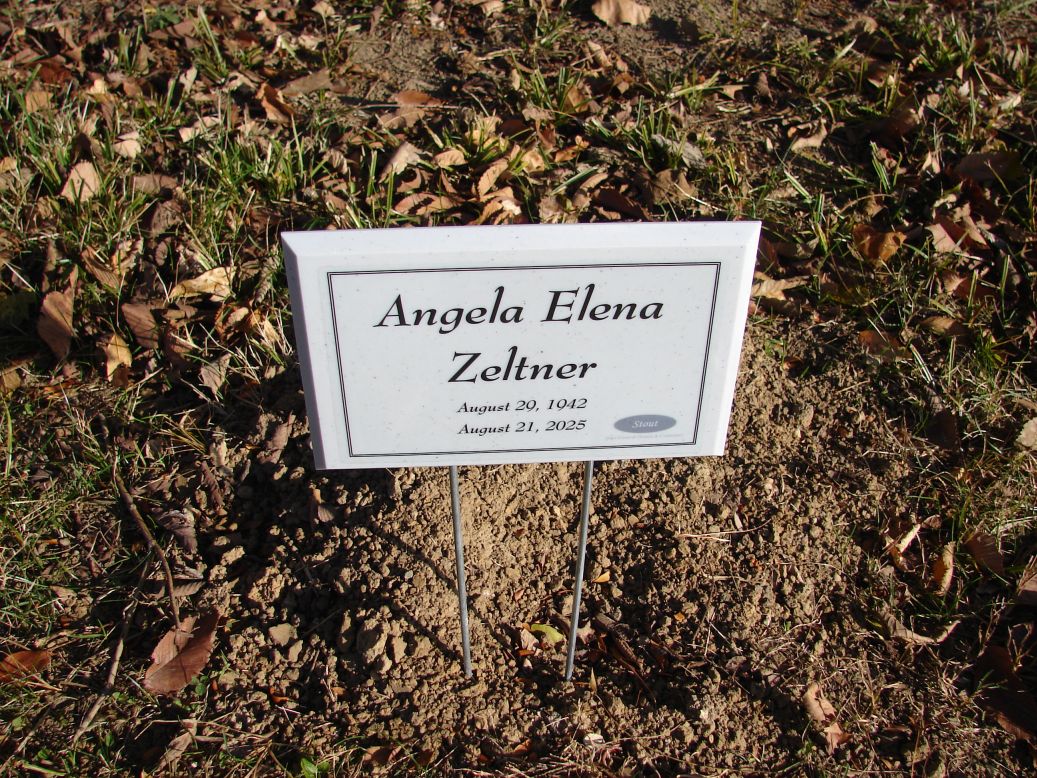 Angela Elena
Zeltner
August 29, 1942
August 21, 2025
Stout